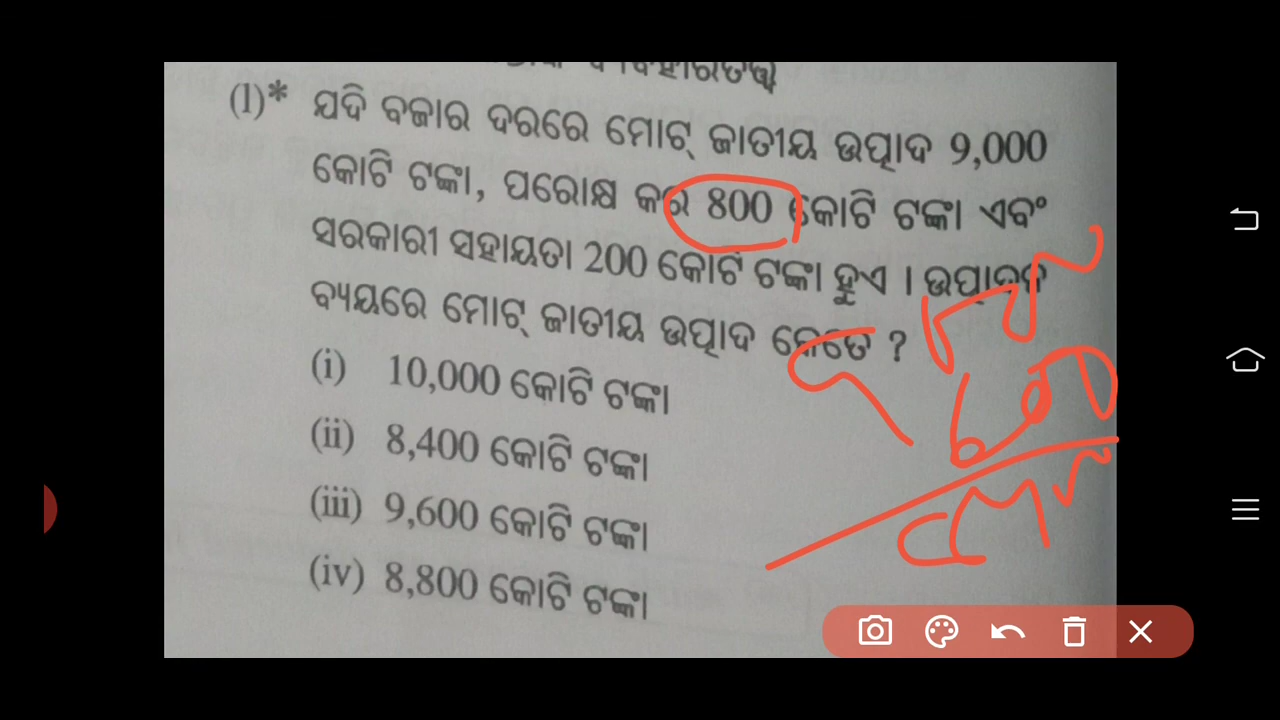 (l)* ଯଦି ବଜାର ଦରରେ ମୋଟ୍ ଜାତୀୟ ଉତ୍ପାଦ 9,000
କୋଟି ଟଙ୍କା, ପରୋକ୍ଷ କର 800 କୋଟି ଟଙ୍କା ଏବଂ
ସରକାରୀ ସହାୟତା 200 କୋଟି ଟଙ୍କା ହୁଏ । ଉତ୍ପାଦନ
ବ୍ୟୟରେ ମୋଟ୍ ଜାତୀୟ ଉତ୍ପାଦ କେତେ ?
(i) 10,000 କୋଟି ଟଙ୍କା
(ii) 8,400 କୋଟି ଟଙ୍କା
(iii) 9,600 କୋଟି ଟଙ୍କା
(iv) 8,800 କୋଟି ଟଙ୍କା